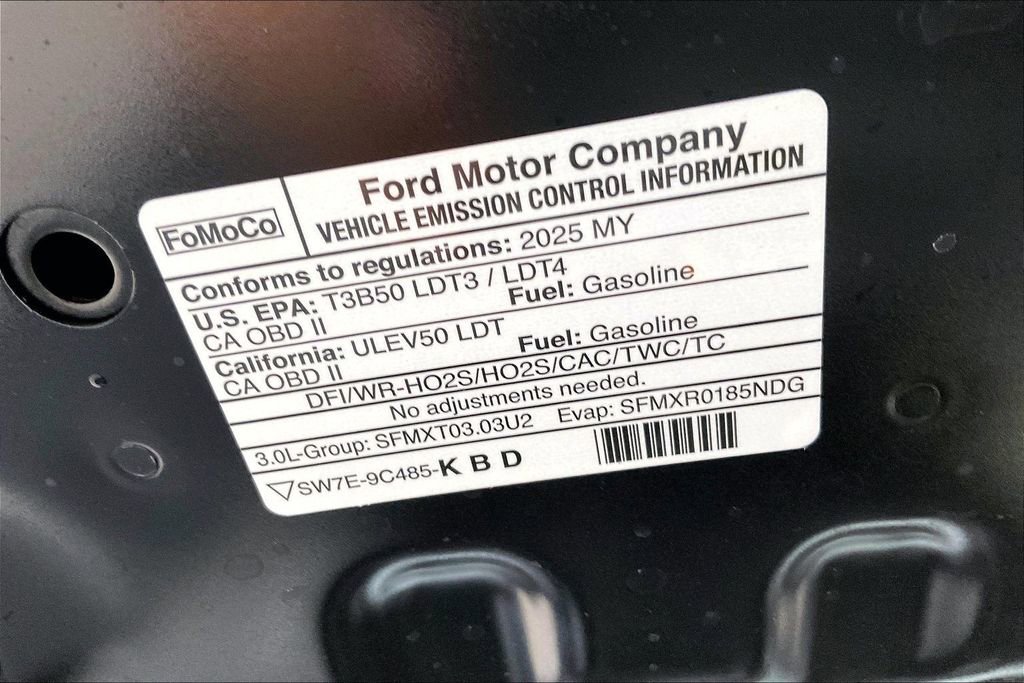 FoMoCo
Ford Motor Company
VEHICLE EMISSION CONTROL INFORMATION
Conforms to regulations: 2025 MY
U.S. EPA: T3B50 LDT3 / LDT4
CA OBD II Fuel: Gasoline
California: ULEV50 LDT
CA OBD II Fuel: Gasoline
DFI/WR-HO2S/HO2S/CAC/TWC/TC
No adjustments needed.
3.0L-Group: SFMXT03.03U2 Evap: SFMXR0185NDG
SW7E-9C485-K B D